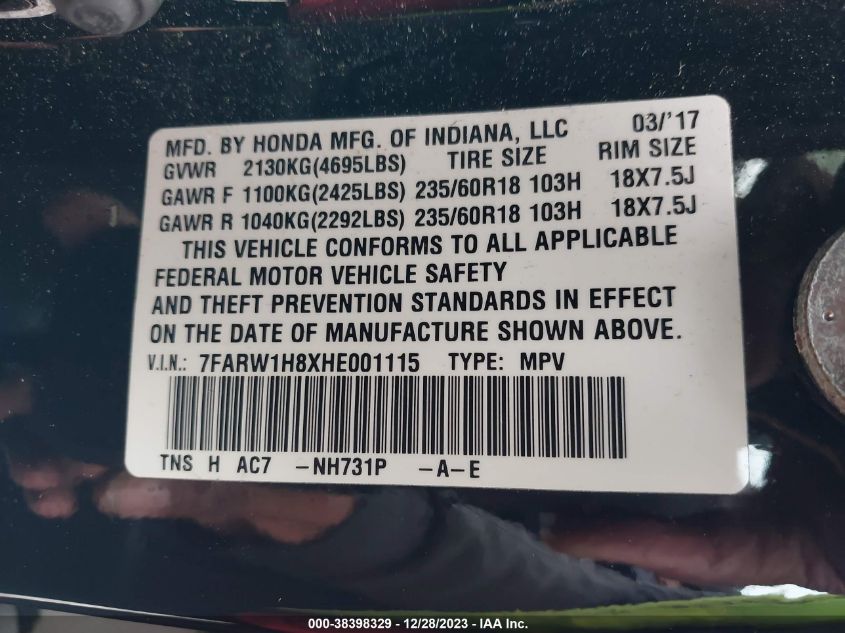 MFD. BY HONDA MFG. OF INDIANA, LLC 03/'17
GVWR 2130KG(4695LBS) TIRE SIZE RIM SIZE
GAWR F 1100KG(2425LBS) 235/60R18 103H 18X7.5J
GAWR R 1040KG(2292LBS) 235/60R18 103H 18X7.5J
THIS VEHICLE CONFORMS TO ALL APPLICABLE
FEDERAL MOTOR VEHICLE SAFETY
AND THEFT PREVENTION STANDARDS IN EFFECT
ON THE DATE OF MANUFACTURE SHOWN ABOVE.
V.I.N.: 7FARW1H8XHE001115 TYPE: MPV
TNS H AC7 -NH731P -A-E
000-38398329 - 12/28/2023 - IAA Inc.